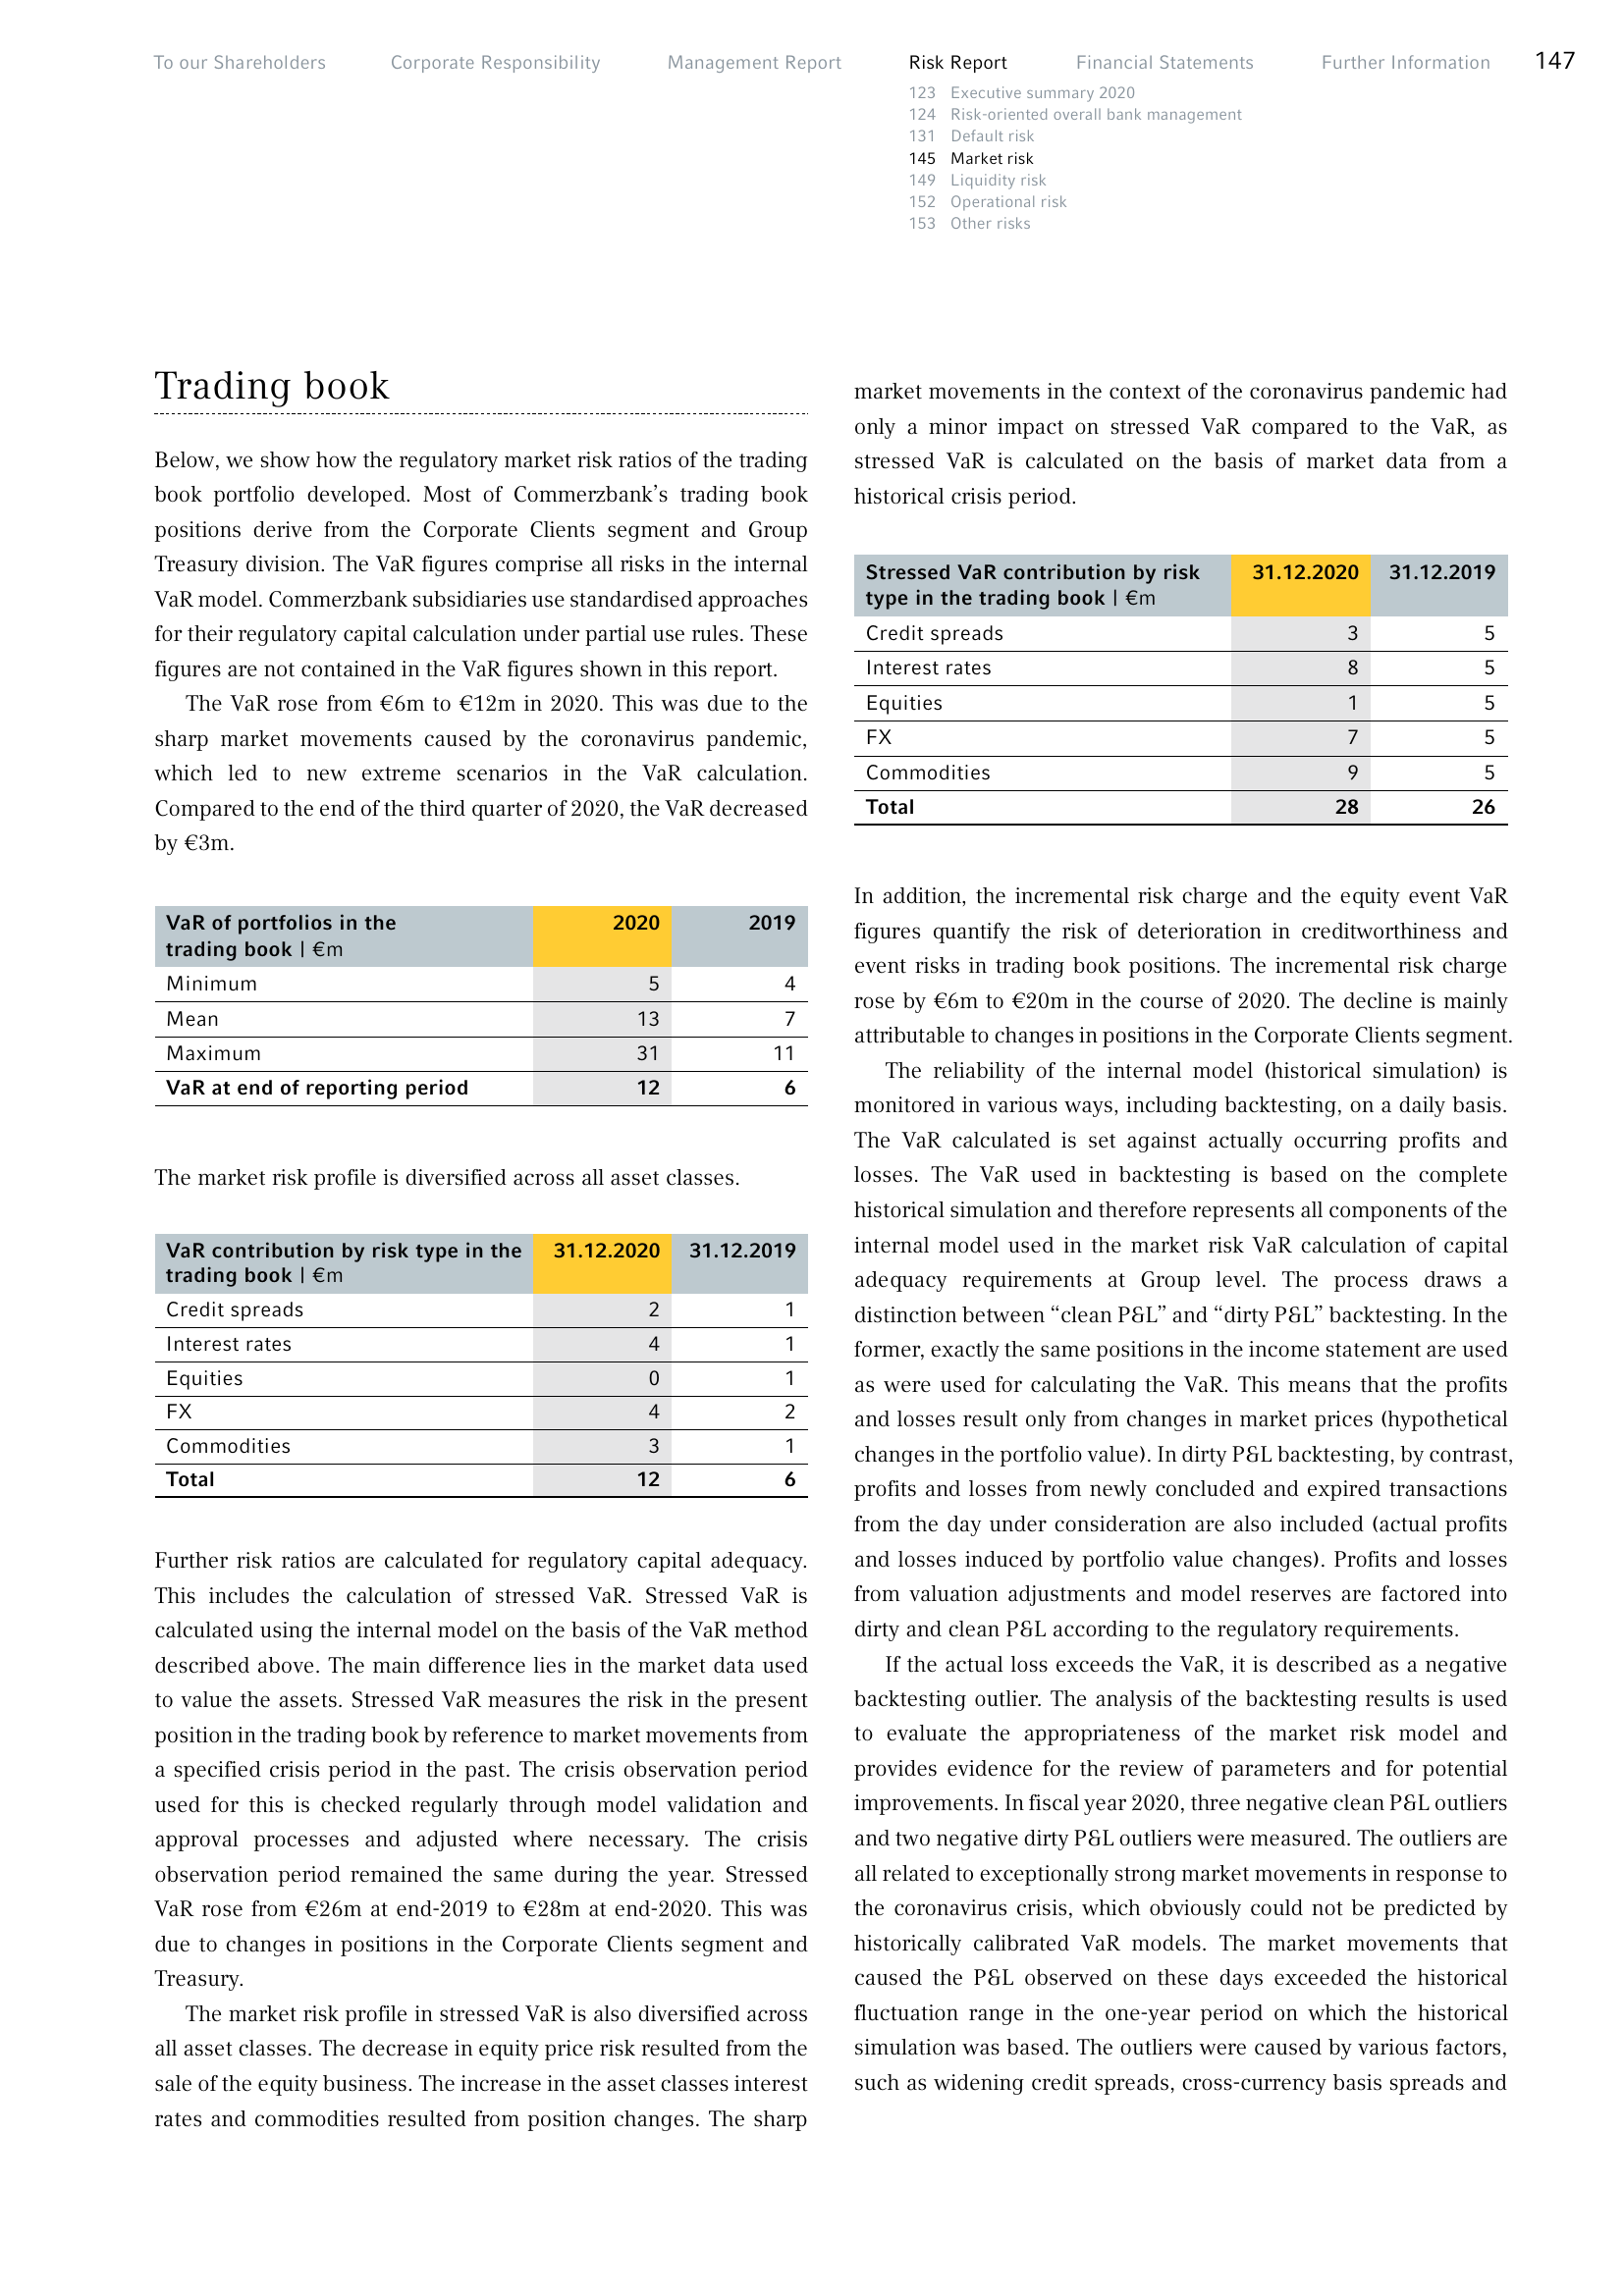 To our Shareholders Corporate Responsibility Management Report Risk Report Financial Statements Further Information 147
123 Executive summary 2020
124 Risk-oriented overall bank management
131 Default risk
145 Market risk
149 Liquidity risk
152 Operational risk
153 Other risks
Trading book
Below, we show how the regulatory market risk ratios of the trading
book portfolio developed. Most of Commerzbank’s trading book
positions derive from the Corporate Clients segment and Group
Treasury division. The VaR figures comprise all risks in the internal
VaR model. Commerzbank subsidiaries use standardised approaches
for their regulatory capital calculation under partial use rules. These
figures are not contained in the VaR figures shown in this report.
The VaR rose from €6m to €12m in 2020. This was due to the
sharp market movements caused by the coronavirus pandemic,
which led to new extreme scenarios in the VaR calculation.
Compared to the end of the third quarter of 2020, the VaR decreased
by €3m.
VaR of portfolios in the 2020 2019
trading book | €m
Minimum 5 4
Mean 13 7
Maximum 31 11
VaR at end of reporting period 12 6
The market risk profile is diversified across all asset classes.
VaR contribution by risk type in the 31.12.2020 31.12.2019
trading book | €m
Credit spreads 2 1
Interest rates 4 1
Equities 0 1
FX 4 2
Commodities 3 1
Total 12 6
Further risk ratios are calculated for regulatory capital adequacy.
This includes the calculation of stressed VaR. Stressed VaR is
calculated using the internal model on the basis of the VaR method
described above. The main difference lies in the market data used
to value the assets. Stressed VaR measures the risk in the present
position in the trading book by reference to market movements from
a specified crisis period in the past. The crisis observation period
used for this is checked regularly through model validation and
approval processes and adjusted where necessary. The crisis
observation period remained the same during the year. Stressed
VaR rose from €26m at end-2019 to €28m at end-2020. This was
due to changes in positions in the Corporate Clients segment and
Treasury.
The market risk profile in stressed VaR is also diversified across
all asset classes. The decrease in equity price risk resulted from the
sale of the equity business. The increase in the asset classes interest
rates and commodities resulted from position changes. The sharp
market movements in the context of the coronavirus pandemic had
only a minor impact on stressed VaR compared to the VaR, as
stressed VaR is calculated on the basis of market data from a
historical crisis period.
Stressed VaR contribution by risk 31.12.2020 31.12.2019
type in the trading book | €m
Credit spreads 3 5
Interest rates 8 5
Equities 1 5
FX 7 5
Commodities 9 5
Total 28 26
In addition, the incremental risk charge and the equity event VaR
figures quantify the risk of deterioration in creditworthiness and
event risks in trading book positions. The incremental risk charge
rose by €6m to €20m in the course of 2020. The decline is mainly
attributable to changes in positions in the Corporate Clients segment.
The reliability of the internal model (historical simulation) is
monitored in various ways, including backtesting, on a daily basis.
The VaR calculated is set against actually occurring profits and
losses. The VaR used in backtesting is based on the complete
historical simulation and therefore represents all components of the
internal model used in the market risk VaR calculation of capital
adequacy requirements at Group level. The process draws a
distinction between “clean P&L” and “dirty P&L” backtesting. In the
former, exactly the same positions in the income statement are used
as were used for calculating the VaR. This means that the profits
and losses result only from changes in market prices (hypothetical
changes in the portfolio value). In dirty P&L backtesting, by contrast,
profits and losses from newly concluded and expired transactions
from the day under consideration are also included (actual profits
and losses induced by portfolio value changes). Profits and losses
from valuation adjustments and model reserves are factored into
dirty and clean P&L according to the regulatory requirements.
If the actual loss exceeds the VaR, it is described as a negative
backtesting outlier. The analysis of the backtesting results is used
to evaluate the appropriateness of the market risk model and
provides evidence for the review of parameters and for potential
improvements. In fiscal year 2020, three negative clean P&L outliers
and two negative dirty P&L outliers were measured. The outliers are
all related to exceptionally strong market movements in response to
the coronavirus crisis, which obviously could not be predicted by
historically calibrated VaR models. The market movements that
caused the P&L observed on these days exceeded the historical
fluctuation range in the one-year period on which the historical
simulation was based. The outliers were caused by various factors,
such as widening credit spreads, cross-currency basis spreads and